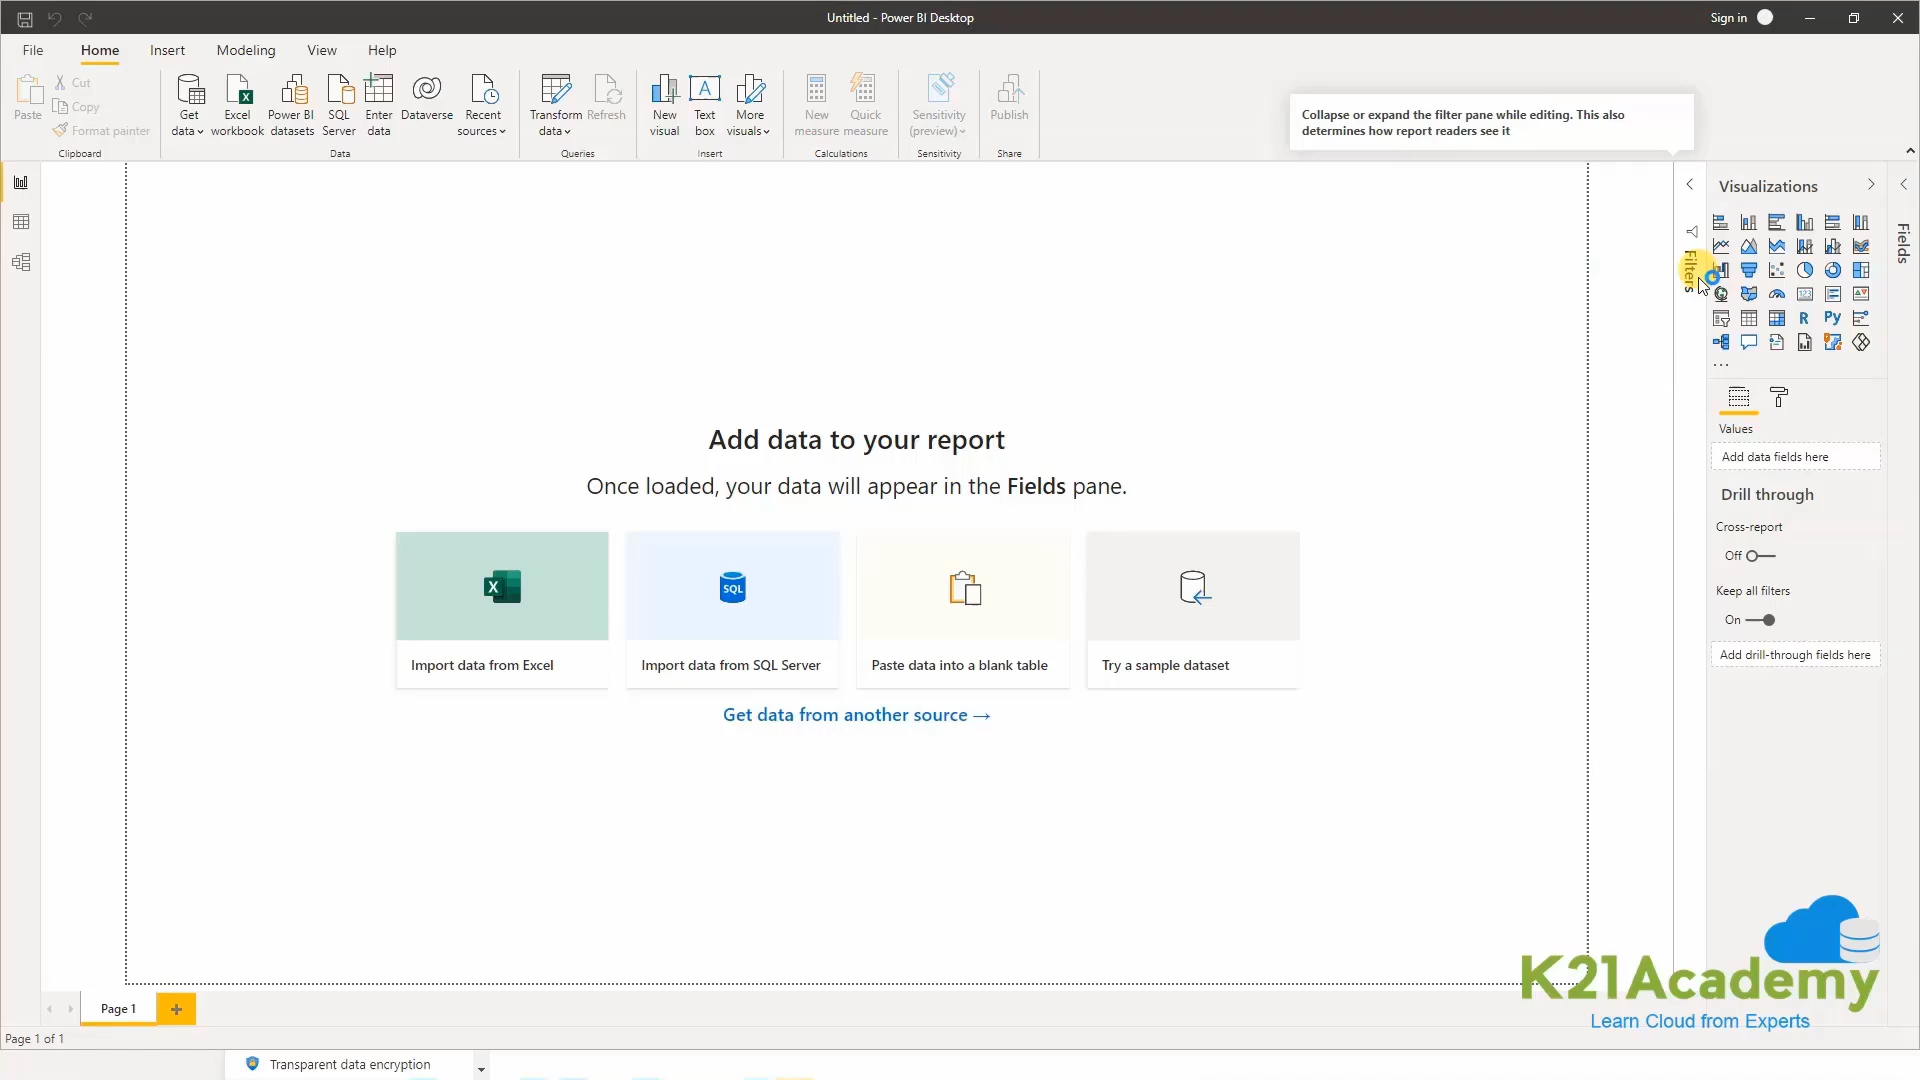 Untitled - Power BI Desktop
Sign in
File
Home
Insert
Modeling
View
Help
Paste
Cut
Copy
Format painter
Clipboard
Get
data
Excel
workbook
Power BI
datasets
SQL
Server
Enter
data
Dataverse
Recent
sources
Data
Transform
data
Refresh
Queries
New
visual
A
Text
box
More
visuals
Insert
New
measure
Quick
measure
Calculations
Sensitivity
(preview)
Sensitivity
Publish
Share
Collapse or expand the filter pane while editing. This also
determines how report readers see it
Filters
Visualizations
123
R
Py
...
Values
Add data fields here
Drill through
Cross-report
Off
Keep all filters
On
Add drill-through fields here
Fields
Add data to your report
Once loaded, your data will appear in the Fields pane.
X
SQL
Import data from Excel
Import data from SQL Server
Paste data into a blank table
Try a sample dataset
Get data from another source →
K21Academy
Learn Cloud from Experts
Page 1
+
Page 1 of 1
Transparent data encryption